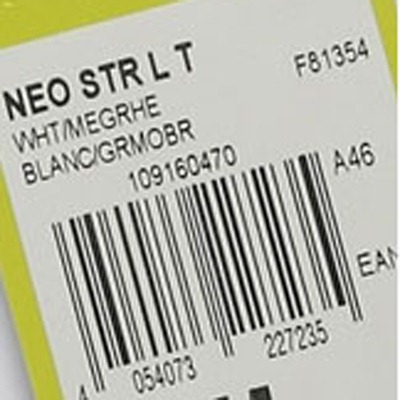 NEO STR L T
F81354
WHT/MEGRHE
BLANC/GRMOBR
109160470
A46
EAN
4 054073 227235